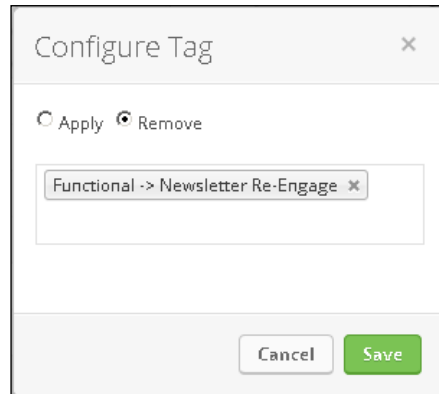 Configure Tag ×
Apply Remove
Functional -> Newsletter Re-Engage ×
Cancel Save